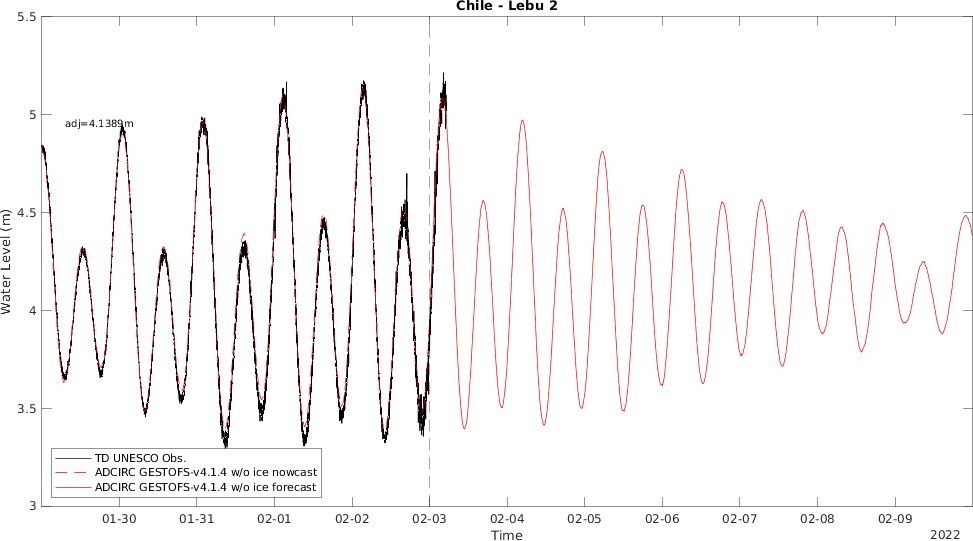 Chile - Lebu 2
5.5
5
4.5
4
3.5
3
Water Level (m)
adj=4.1389m
TD UNESCO Obs.
ADCIRC GESTOFS-v4.1.4 w/o ice nowcast
ADCIRC GESTOFS-v4.1.4 w/o ice forecast
01-30 01-31 02-01 02-02 02-03 02-04 02-05 02-06 02-07 02-08 02-09
Time
2022